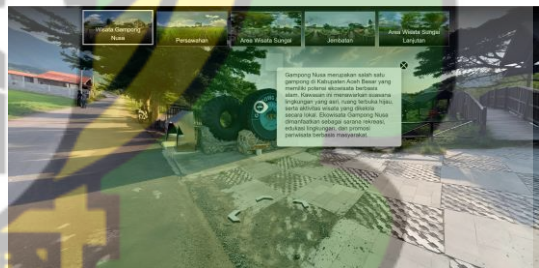 Wisata Gampong
Nusa
Persawahan
Area Wisata Sungai
Jembatan
Area Wisata Sungai
Lanjutan
Gampong Nusa merupakan salah satu
gampong di Kabupaten Aceh Besar yang
memiliki potensi ekowisata berbasis
alam. Kawasan ini menawarkan suasana
lingkungan yang asri, ruang terbuka hijau,
serta aktivitas wisata yang dikelola
secara lokal. Ekowisata Gampong Nusa
dimanfaatkan sebagai sarana rekreasi,
edukasi lingkungan, dan promosi
pariwisata berbasis masyarakat.